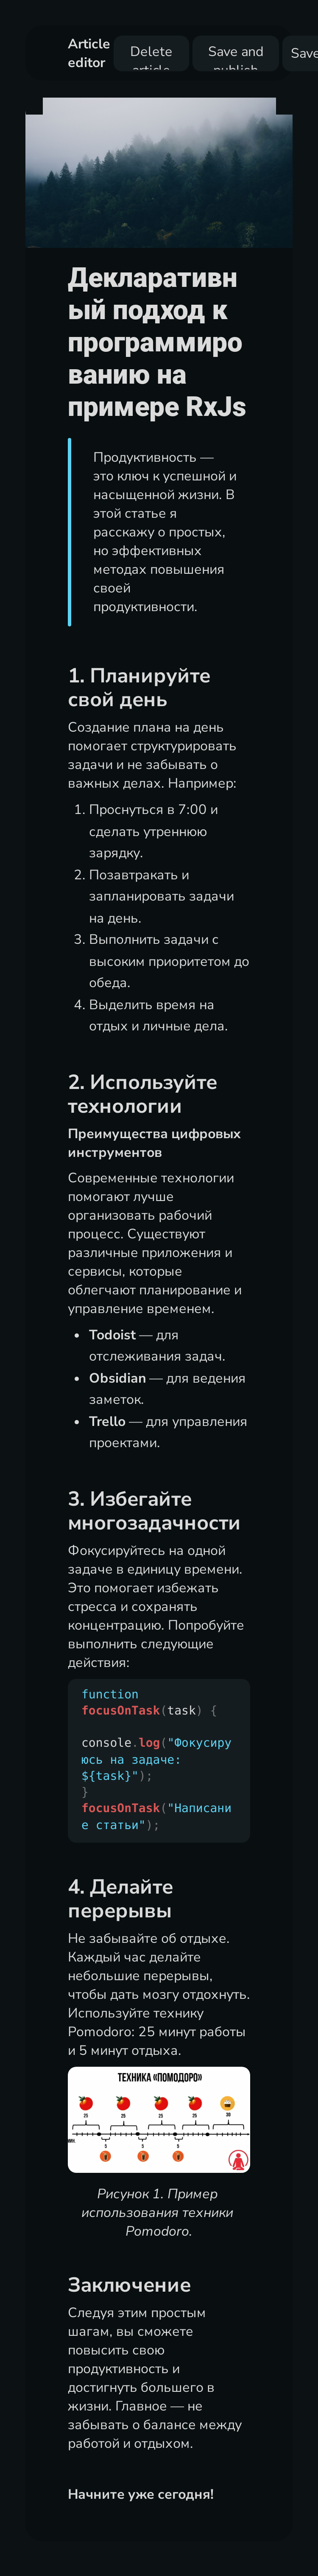 Article
editor
Delete
article
Save and
publish
Save
Декларативн
ый подход к
программиро
ванию на
примере RxJs
Продуктивность —
это ключ к успешной и
насыщенной жизни. В
этой статье я
расскажу о простых,
но эффективных
методах повышения
своей
продуктивности.
1. Планируйте
свой день
Создание плана на день
помогает структурировать
задачи и не забывать о
важных делах. Например:
1. Проснуться в 7:00 и
сделать утреннюю
зарядку.
2. Позавтракать и
запланировать задачи
на день.
3. Выполнить задачи с
высоким приоритетом до
обеда.
4. Выделить время на
отдых и личные дела.
2. Используйте
технологии
Преимущества цифровых
инструментов
Современные технологии
помогают лучше
организовать рабочий
процесс. Существуют
различные приложения и
сервисы, которые
облегчают планирование и
управление временем.
• Todoist — для
отслеживания задач.
• Obsidian — для ведения
заметок.
• Trello — для управления
проектами.
3. Избегайте
многозадачности
Фокусируйтесь на одной
задаче в единицу времени.
Это помогает избежать
стресса и сохранять
концентрацию. Попробуйте
выполнить следующие
действия:
function
focusOnTask(task) {
console.log("Фокусиру
юсь на задаче:
${task}");
}
focusOnTask("Написани
е статьи");
4. Делайте
перерывы
Не забывайте об отдыхе.
Каждый час делайте
небольшие перерывы,
чтобы дать мозгу отдохнуть.
Используйте технику
Pomodoro: 25 минут работы
и 5 минут отдыха.
ТЕХНИКА «ПОМОДОРО»
25 25 25 25 30
МИН.
5 5 5
Рисунок 1. Пример
использования техники
Pomodoro.
Заключение
Следуя этим простым
шагам, вы сможете
повысить свою
продуктивность и
достигнуть большего в
жизни. Главное — не
забывать о балансе между
работой и отдыхом.
Начните уже сегодня!